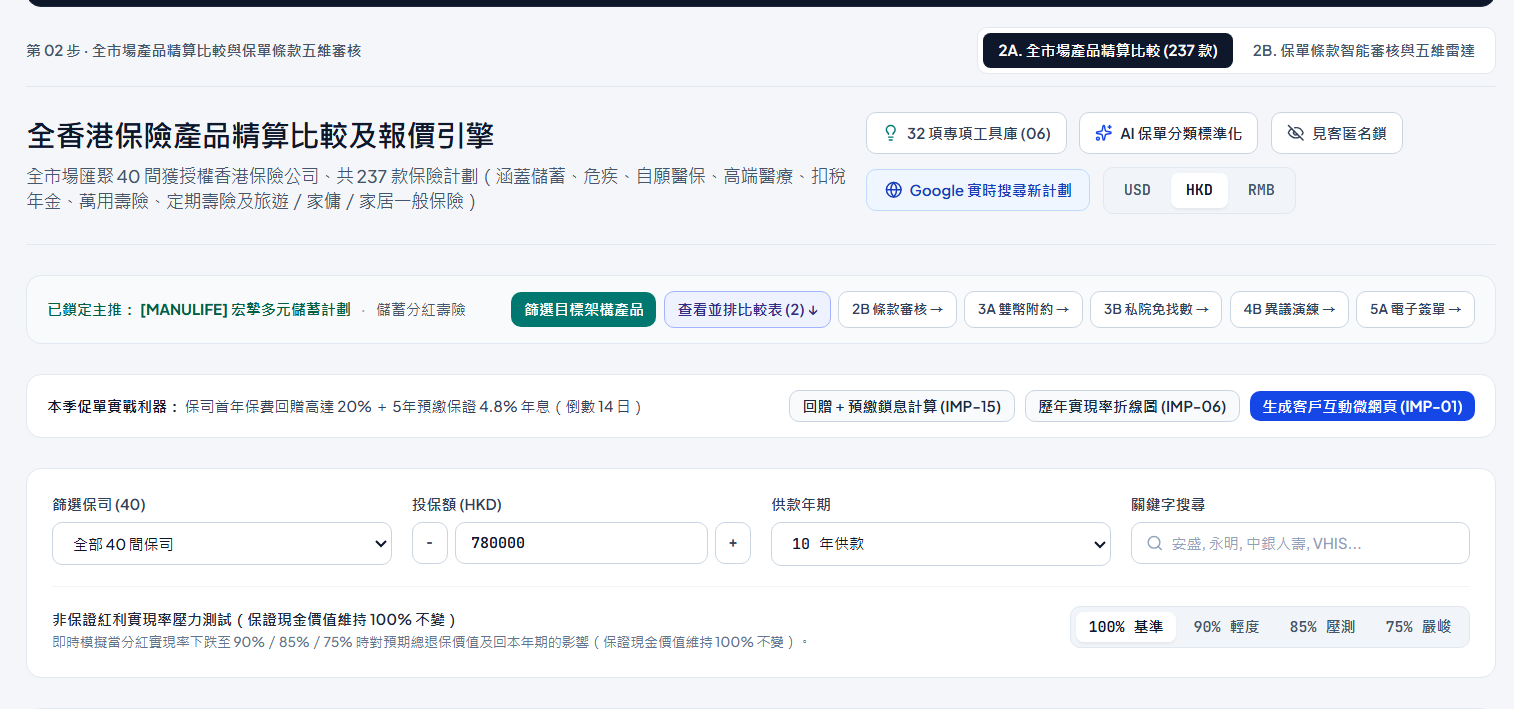 第 02 步 · 全市場產品精算比較與保單條款五維審核
2A. 全市場產品精算比較 (237 款)
2B. 保單條款智能審核與五維雷達
全香港保險產品精算比較及報價引擎
全市場匯聚 40 間獲授權香港保險公司、共 237 款保險計劃（涵蓋儲蓄、危疾、自願醫保、高端醫療、扣稅
年金、萬用壽險、定期壽險及旅遊 / 家傭 / 家居一般保險）
32 項專項工具庫 (06)
AI 保單分類標準化
見客匿名鎖
Google 實時搜尋新計劃
USD
HKD
RMB
已鎖定主推： [MANULIFE] 宏摯多元儲蓄計劃 · 儲蓄分紅壽險
篩選目標架構產品
查看並排比較表 (2) ↓
2B 條款審核 →
3A 雙幣附約 →
3B 私院免找數 →
4B 異議演練 →
5A 電子簽單 →
本季促單實戰利器： 保司首年保費回贈高達 20% + 5年預繳保證 4.8% 年息（倒數 14 日）
回贈 + 預繳鎖息計算 (IMP-15)
歷年實現率折線圖 (IMP-06)
生成客戶互動微網頁 (IMP-01)
篩選保司 (40)
投保額 (HKD)
供款年期
關鍵字搜尋
全部 40 間保司
-
780000
+
10 年供款
安盛, 永明, 中銀人壽, VHIS...
非保證紅利實現率壓力測試（保證現金價值維持 100% 不變）
即時模擬當分紅實現率下跌至 90% / 85% / 75% 時對預期總退保價值及回本年期的影響（保證現金價值維持 100% 不變）。
100% 基準
90% 輕度
85% 壓測
75% 嚴峻